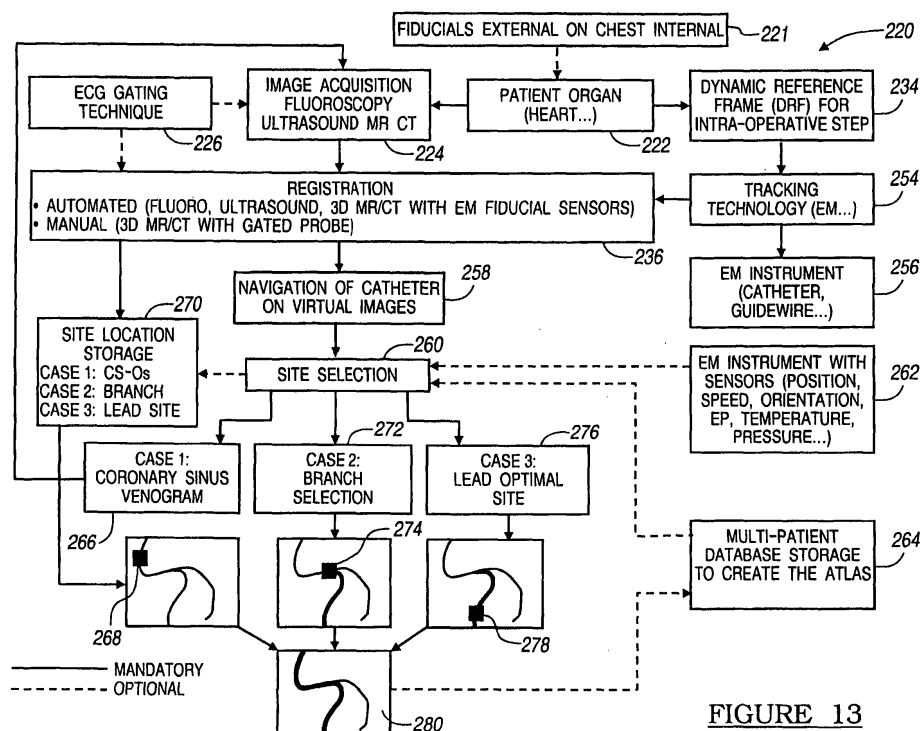 FIDUCIALS EXTERNAL ON CHEST INTERNAL
221
220
ECG GATING
TECHNIQUE
226
IMAGE ACQUISITION
FLUOROSCOPY
ULTRASOUND MR CT
224
PATIENT ORGAN
(HEART...)
222
DYNAMIC REFERENCE
FRAME (DRF) FOR
INTRA-OPERATIVE STEP
234
REGISTRATION
• AUTOMATED (FLUORO, ULTRASOUND, 3D MR/CT WITH EM FIDUCIAL SENSORS)
• MANUAL (3D MR/CT WITH GATED PROBE)
236
TRACKING
TECHNOLOGY (EM...)
254
EM INSTRUMENT
(CATHETER,
GUIDEWIRE...)
256
NAVIGATION OF CATHETER
ON VIRTUAL IMAGES
258
270
SITE LOCATION
STORAGE
CASE 1: CS-Os
CASE 2: BRANCH
CASE 3: LEAD SITE
260
SITE SELECTION
EM INSTRUMENT WITH
SENSORS (POSITION,
SPEED, ORIENTATION,
EP, TEMPERATURE,
PRESSURE...)
262
CASE 1:
CORONARY SINUS
VENOGRAM
266
272
CASE 2:
BRANCH
SELECTION
276
CASE 3:
LEAD OPTIMAL
SITE
268
274
278
MULTI-PATIENT
DATABASE STORAGE
TO CREATE THE ATLAS
264
MANDATORY
OPTIONAL
280
FIGURE 13